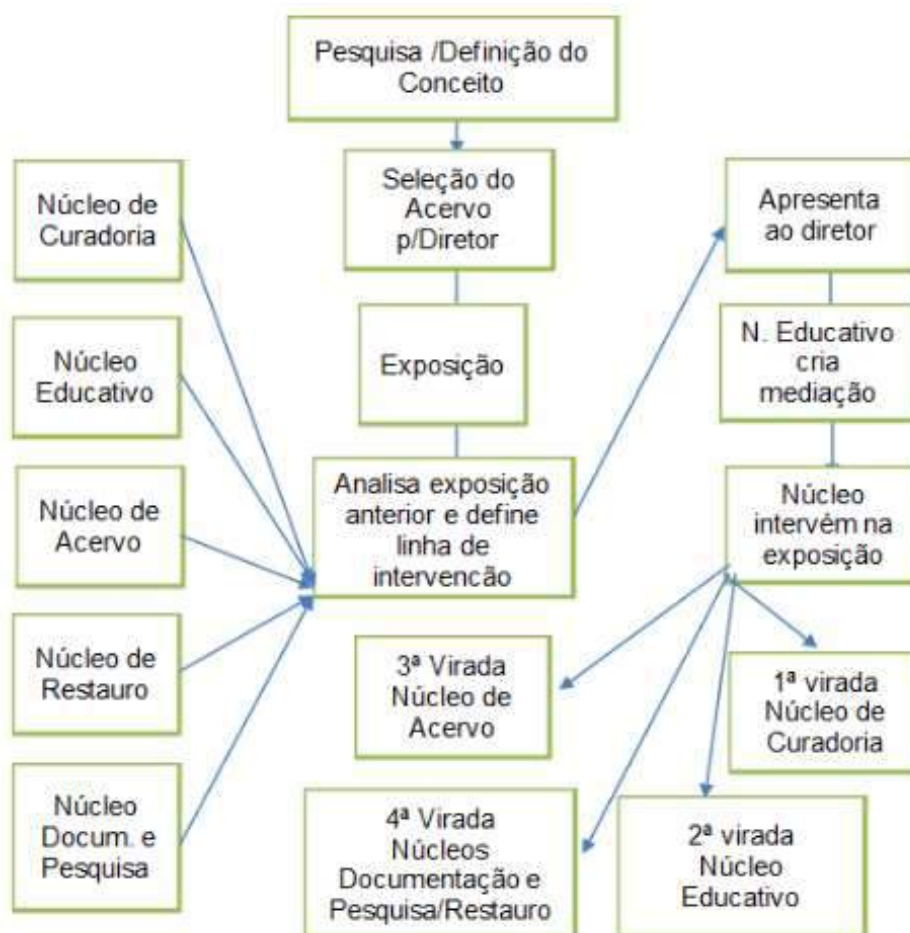 Pesquisa /Definição do
Conceito
Seleção do
Acervo
p/Diretor
Exposição
Analisa exposição
anterior e define
linha de
intervencão
Núcleo de
Curadoria
Núcleo
Educativo
Núcleo de
Acervo
Núcleo de
Restauro
Núcleo
Docum. e
Pesquisa
Apresenta
ao diretor
N. Educativo
cria
mediação
Núcleo
intervém na
exposição
1ª virada
Núcleo de
Curadoria
2ª virada
Núcleo
Educativo
3ª Virada
Núcleo de
Acervo
4ª Virada
Núcleos
Documentação e
Pesquisa/Restauro